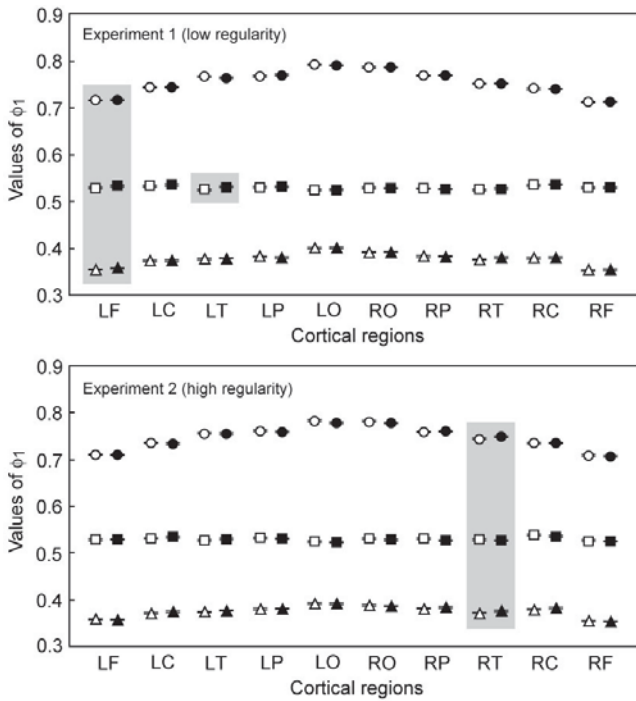 0.9
Experiment 1 (low regularity)
0.8
0.7
0.6
0.5
0.4
0.3
Values of ϕ1
LF LC LT LP LO RO RP RT RC RF
Cortical regions
0.9
Experiment 2 (high regularity)
0.8
0.7
0.6
0.5
0.4
0.3
Values of ϕ1
LF LC LT LP LO RO RP RT RC RF
Cortical regions